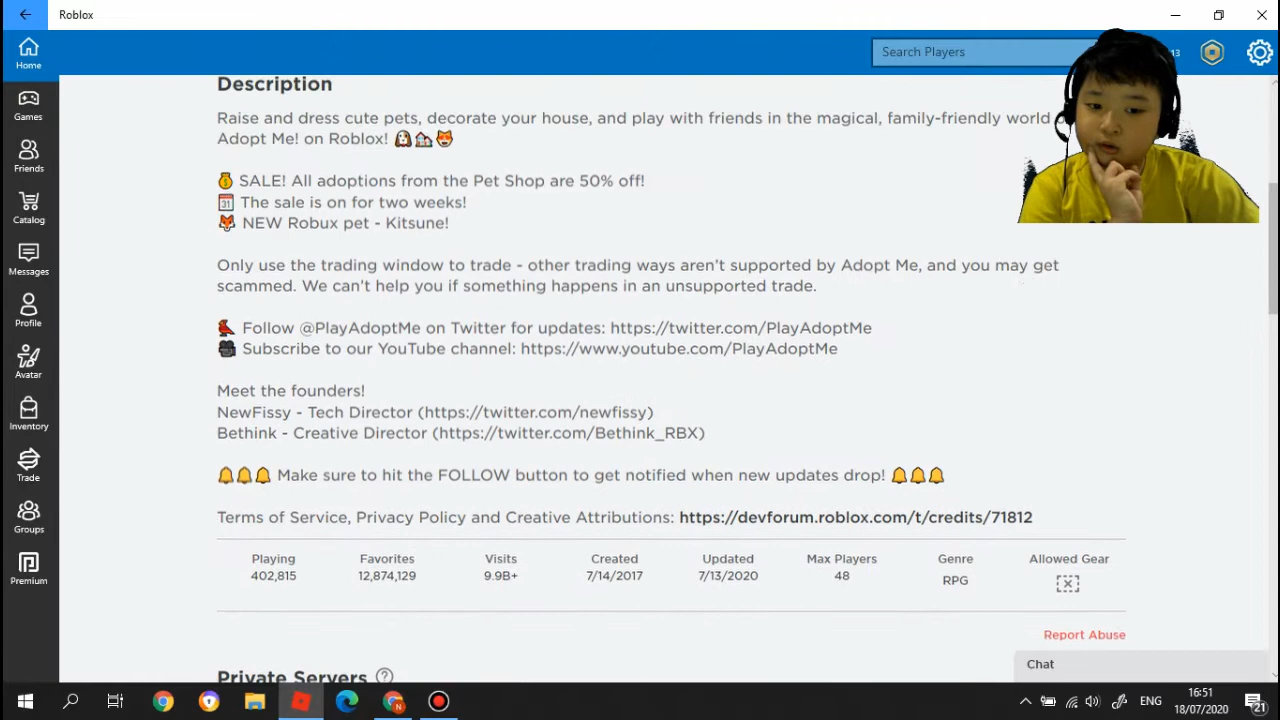 Roblox
Search Players
13
Home
Games
Friends
Catalog
Messages
Profile
Avatar
Inventory
Trade
Groups
Premium
Description
Raise and dress cute pets, decorate your house, and play with friends in the magical, family-friendly world
Adopt Me! on Roblox! 🐶🏡😻
💰 SALE! All adoptions from the Pet Shop are 50% off!
📅 The sale is on for two weeks!
🦊 NEW Robux pet - Kitsune!
Only use the trading window to trade - other trading ways aren't supported by Adopt Me, and you may get
scammed. We can't help you if something happens in an unsupported trade.
🐦 Follow @PlayAdoptMe on Twitter for updates: https://twitter.com/PlayAdoptMe
🎥 Subscribe to our YouTube channel: https://www.youtube.com/PlayAdoptMe
Meet the founders!
NewFissy - Tech Director (https://twitter.com/newfissy)
Bethink - Creative Director (https://twitter.com/Bethink_RBX)
🔔🔔🔔 Make sure to hit the FOLLOW button to get notified when new updates drop! 🔔🔔🔔
Terms of Service, Privacy Policy and Creative Attributions: https://devforum.roblox.com/t/credits/71812
Playing Favorites Visits Created Updated Max Players Genre Allowed Gear
402,815 12,874,129 9.9B+ 7/14/2017 7/13/2020 48 RPG
Report Abuse
Private Servers ?
Chat
ENG
16:51
18/07/2020
21